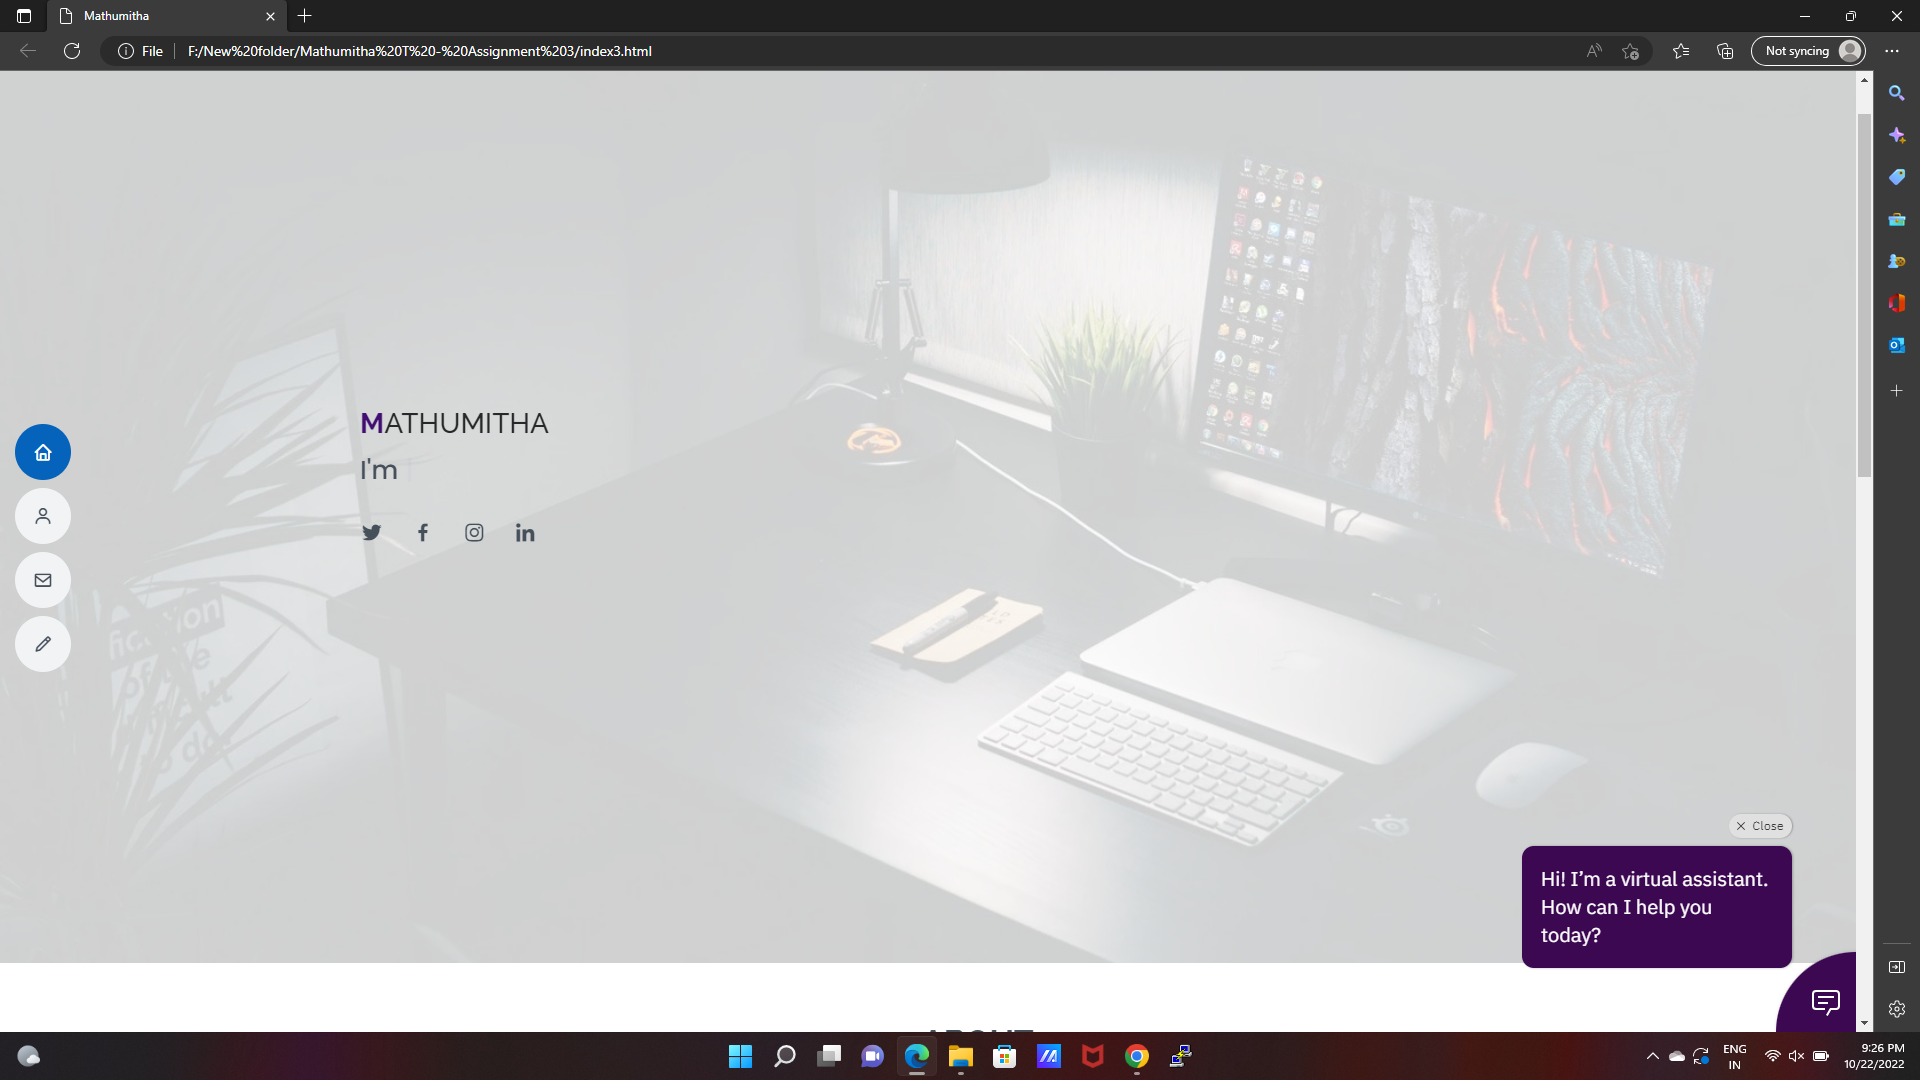 Mathumitha
File
F:/New%20folder/Mathumitha%20T%20-%20Assignment%203/index3.html
Not syncing
MATHUMITHA
I'm
Close
Hi! I’m a virtual assistant.
How can I help you
today?
ABOUT
ENG
IN
9:26 PM
10/22/2022